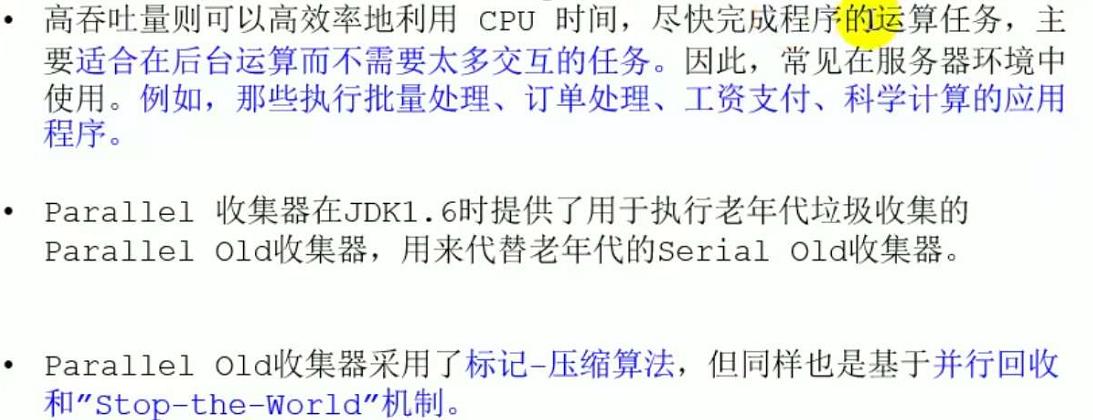 • 高吞吐量则可以高效率地利用 CPU 时间，尽快完成程序的运算任务，主
要适合在后台运算而不需要太多交互的任务。因此，常见在服务器环境中
使用。例如，那些执行批量处理、订单处理、工资支付、科学计算的应用
程序。
• Parallel 收集器在JDK1.6时提供了用于执行老年代垃圾收集的
Parallel Old收集器，用来代替老年代的Serial Old收集器。
• Parallel Old收集器采用了标记-压缩算法，但同样也是基于并行回收
和”Stop-the-World”机制。